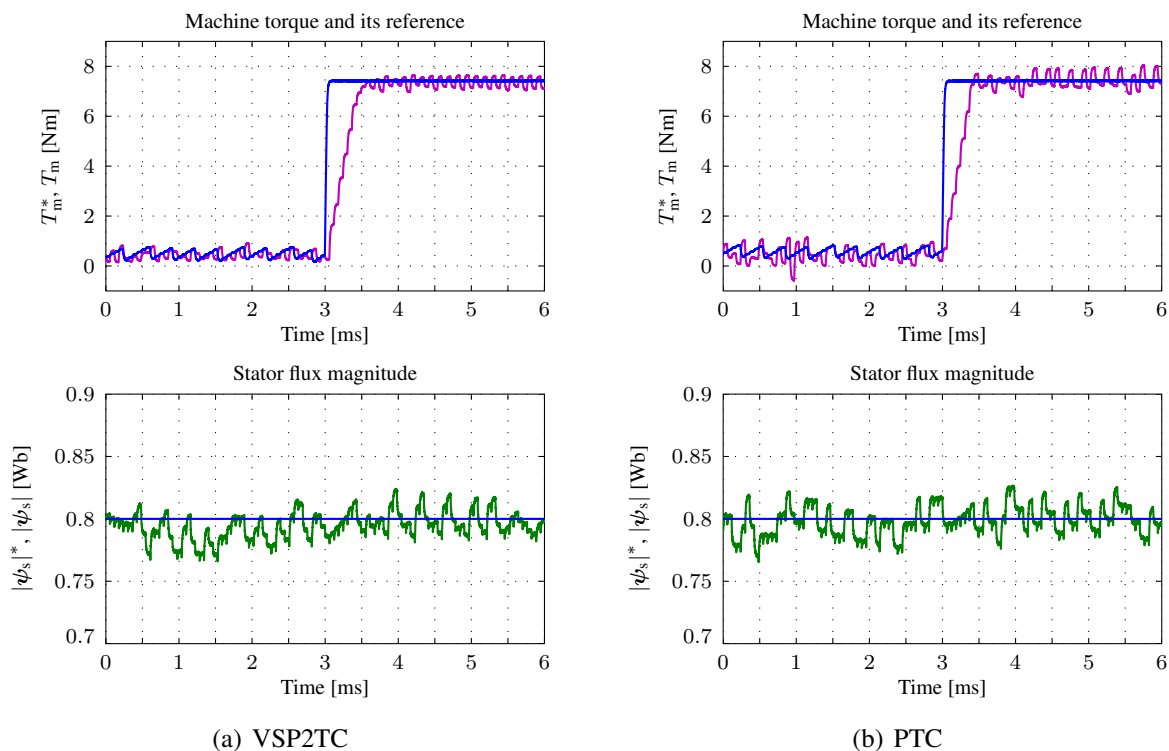 Machine torque and its reference
T*m, Tm [Nm]
8
6
4
2
0
0 1 2 3 4 5 6
Time [ms]
Machine torque and its reference
T*m, Tm [Nm]
8
6
4
2
0
0 1 2 3 4 5 6
Time [ms]
Stator flux magnitude
|ψs|*, |ψs| [Wb]
0.9
0.85
0.8
0.75
0.7
0 1 2 3 4 5 6
Time [ms]
Stator flux magnitude
|ψs|*, |ψs| [Wb]
0.9
0.85
0.8
0.75
0.7
0 1 2 3 4 5 6
Time [ms]
(a) VSP2TC
(b) PTC